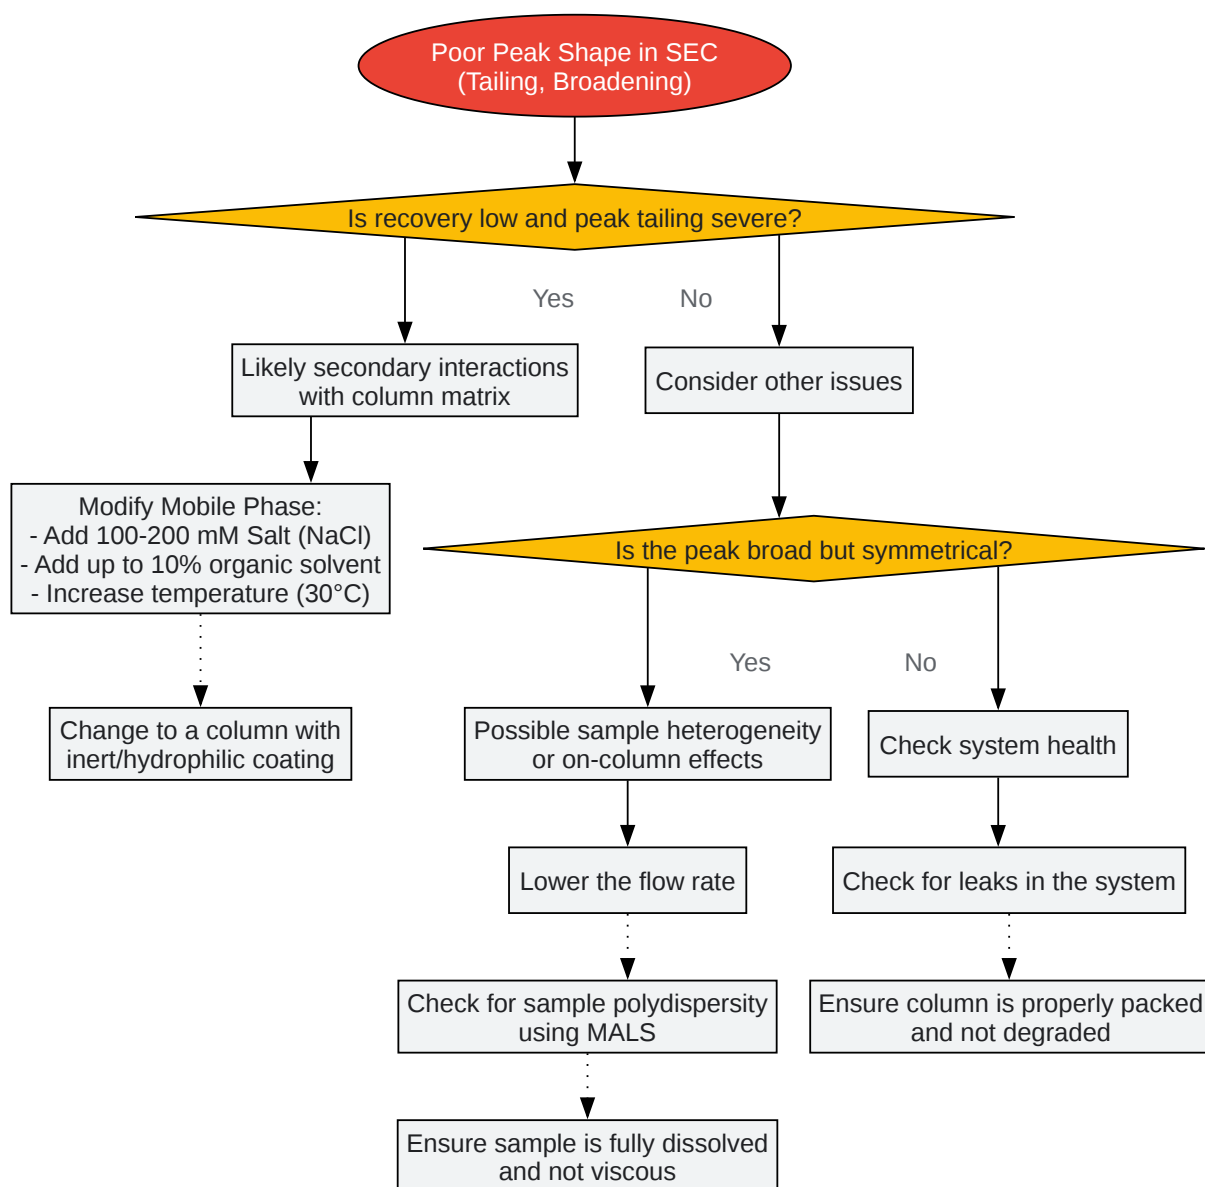 Poor Peak Shape in SEC
(Tailing, Broadening)
Is recovery low and peak tailing severe?
Yes
No
Likely secondary interactions
with column matrix
Consider other issues
Modify Mobile Phase:
- Add 100-200 mM Salt (NaCl)
- Add up to 10% organic solvent
- Increase temperature (30°C)
Is the peak broad but symmetrical?
Yes
No
Change to a column with
inert/hydrophilic coating
Possible sample heterogeneity
or on-column effects
Check system health
Lower the flow rate
Check for leaks in the system
Check for sample polydispersity
using MALS
Ensure column is properly packed
and not degraded
Ensure sample is fully dissolved
and not viscous